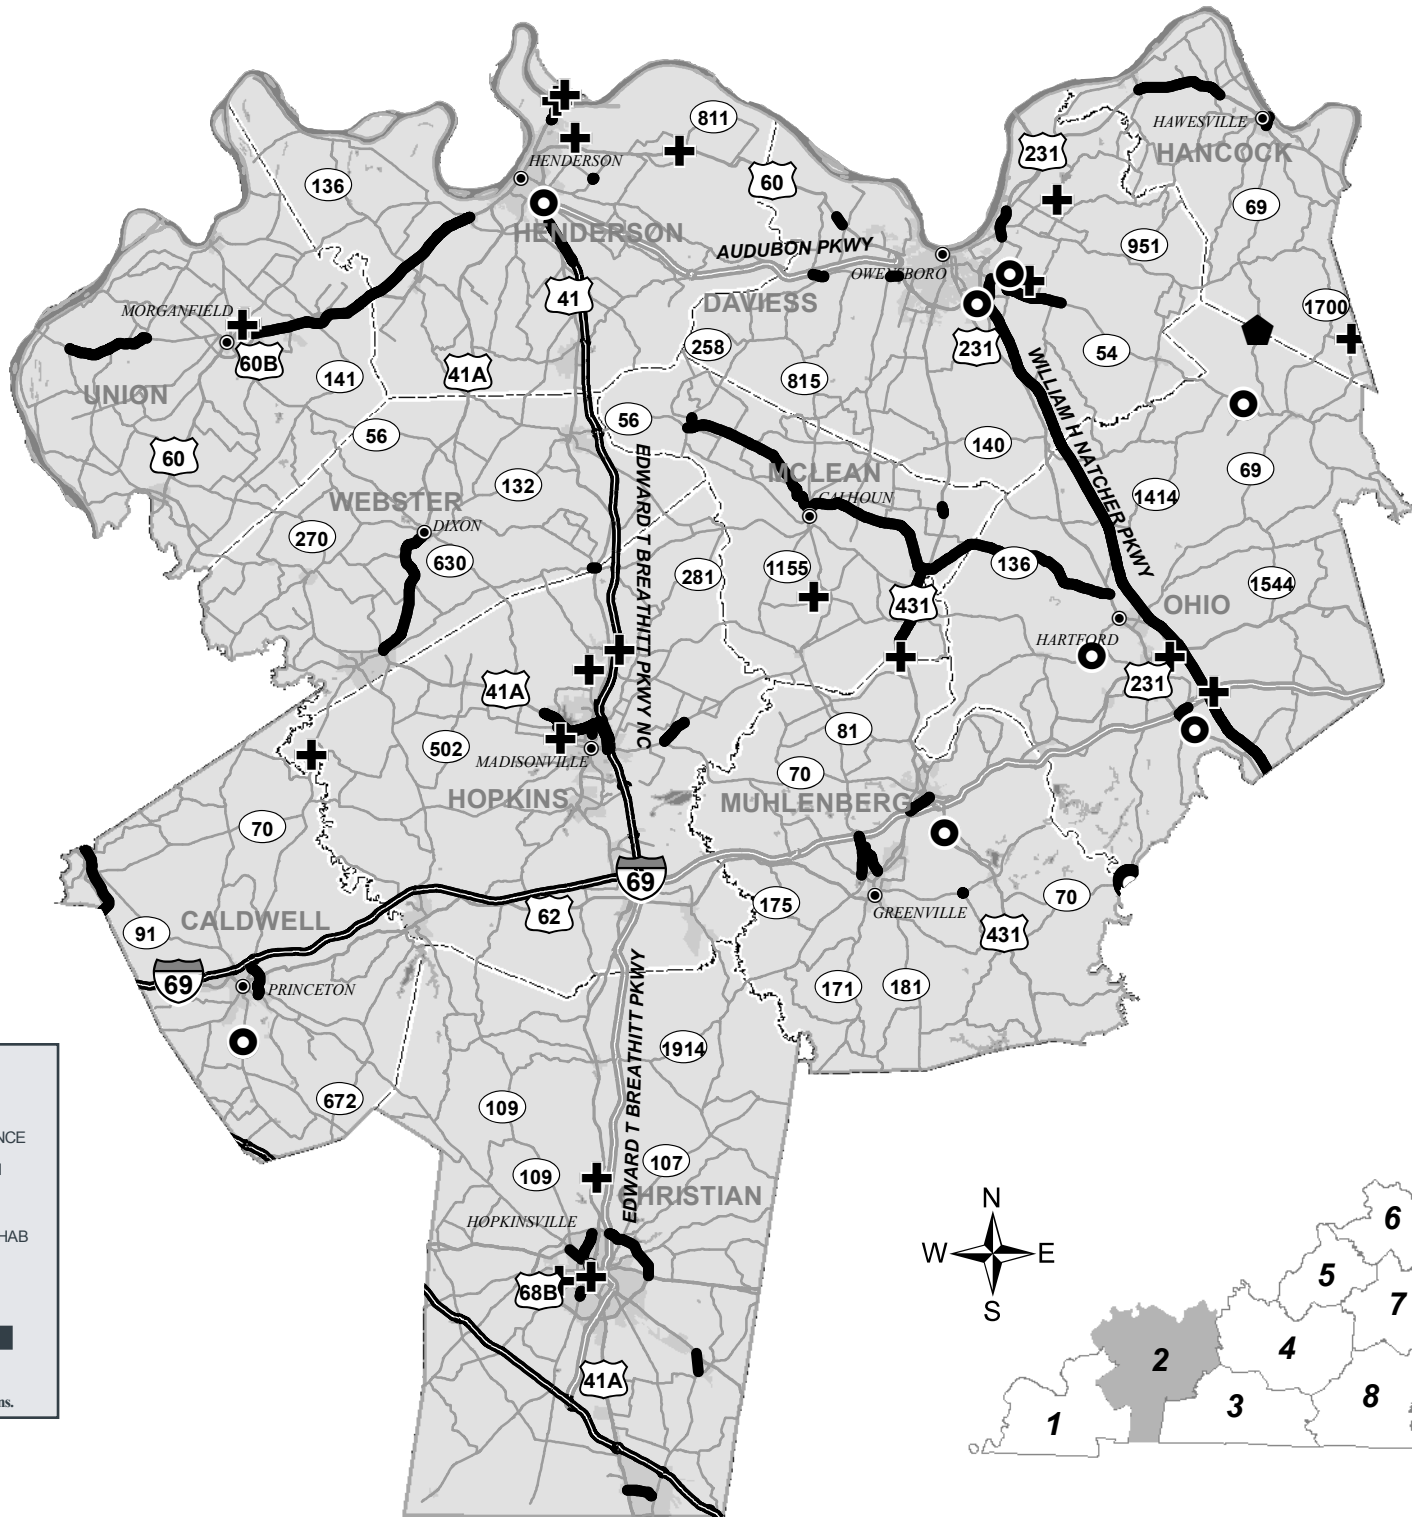 811
HAWESVILLE
231
HANCOCK
HENDERSON
136
60
69
HENDERSON
951
AUDUBON PKWY
OWENSBORO
41
DAVIESS
1700
MORGANFIELD
60B
231
258
54
41A
141
815
UNION
WILLIAM H NATCHER PKWY
56
56
140
60
69
MCLEAN
132
1414
WEBSTER
CALHOUN
DIXON
EDWARD T BREATHITT PKWY NC
270
630
281
1155
136
1544
431
OHIO
HARTFORD
41A
231
81
502
MADISONVILLE
70
HOPKINS
MUHLENBERG
70
69
175
70
62
GREENVILLE
CALDWELL
91
431
69
PRINCETON
171
181
EDWARD T BREATHITT PKWY
1914
672
109
NCE
109
107
CHRISTIAN
HAB
HOPKINSVILLE
68B
41A
ns.
N
W
E
S
6
5
7
2
4
8
3
1